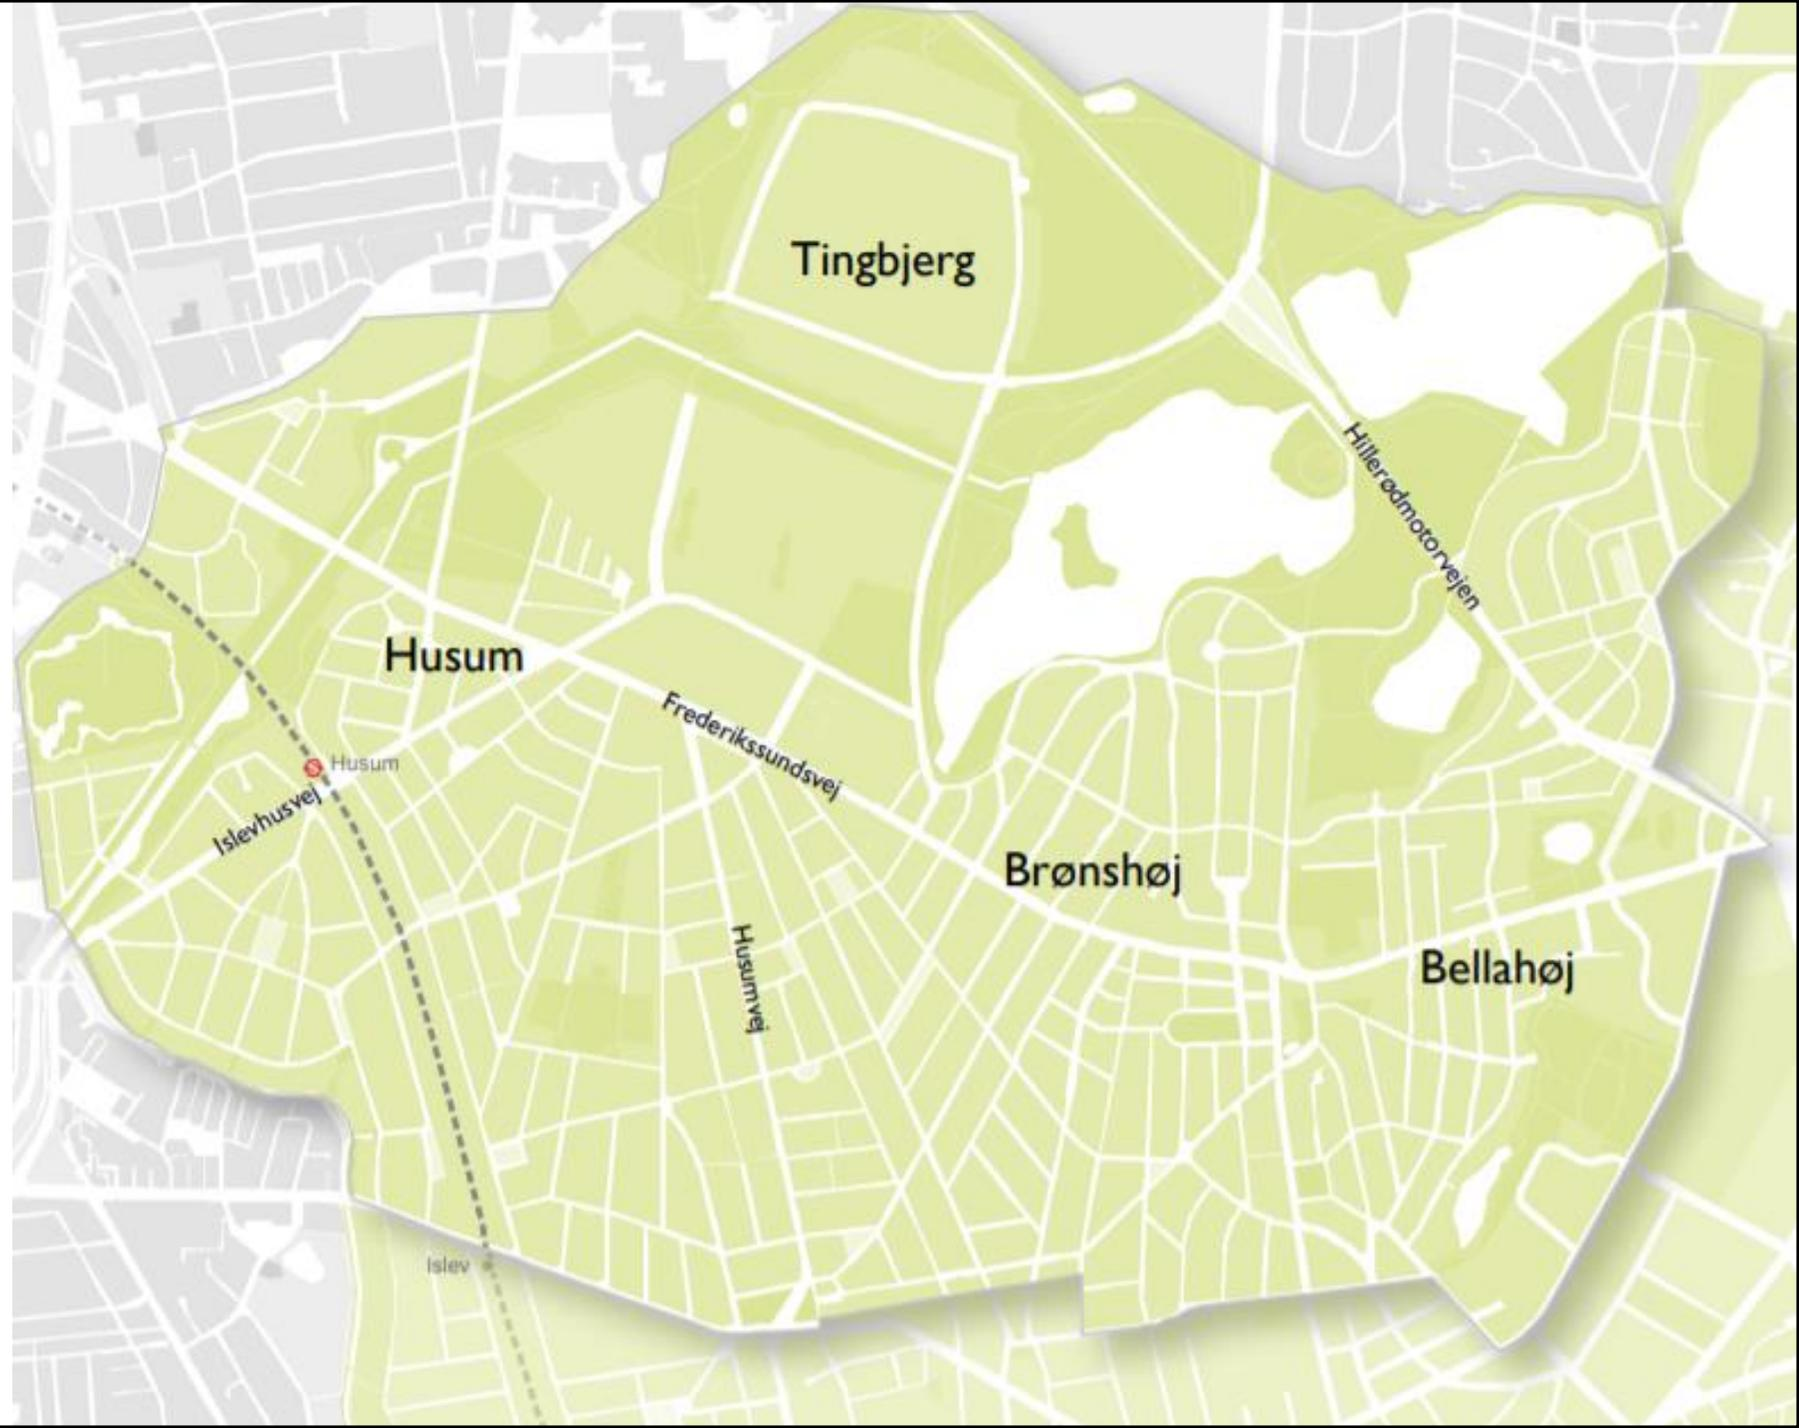 Tingbjerg
Hillerødmotorvejen
Husum
Frederikssundsvej
Husum
Islevhusvej
Brønshøj
Husumvej
Bellahøj
Islev